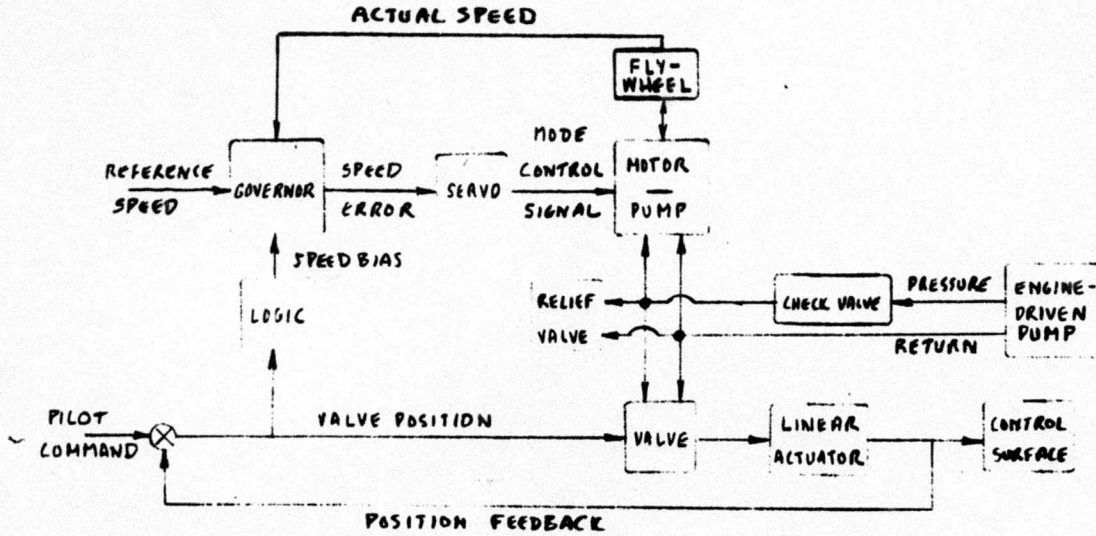 ACTUAL SPEED
FLY-
WHEEL
REFERENCE
SPEED
GOVERNOR
SPEED
ERROR
SERVO
MODE
CONTROL
SIGNAL
MOTOR
—
PUMP
SPEED BIAS
LOGIC
RELIEF
VALVE
CHECK VALVE
PRESSURE
RETURN
ENGINE-
DRIVEN
PUMP
PILOT
COMMAND
VALVE POSITION
VALVE
LINEAR
ACTUATOR
CONTROL
SURFACE
POSITION FEEDBACK